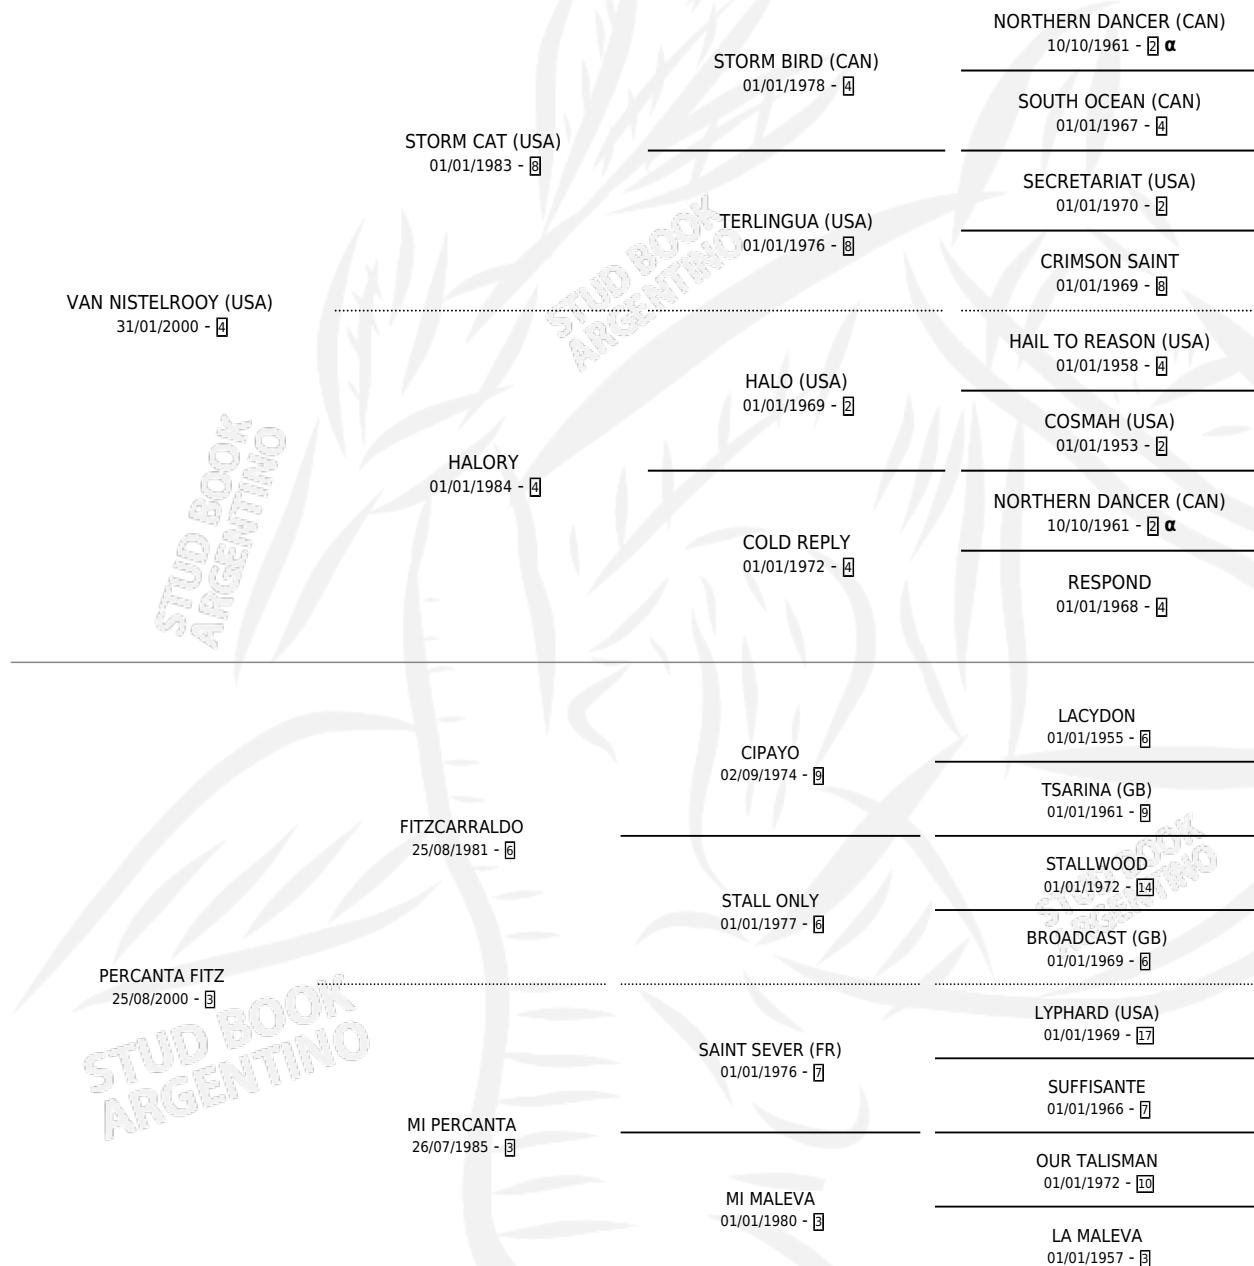 NORTHERN DANCER (CAN)
10/10/1961 - 2 α
STORM BIRD (CAN)
01/01/1978 - 4
SOUTH OCEAN (CAN)
01/01/1967 - 4
STORM CAT (USA)
01/01/1983 - 8
SECRETARIAT (USA)
01/01/1970 - 2
TERLINGUA (USA)
01/01/1976 - 8
CRIMSON SAINT
01/01/1969 - 8
VAN NISTELROOY (USA)
31/01/2000 - 4
HAIL TO REASON (USA)
01/01/1958 - 4
HALO (USA)
01/01/1969 - 2
COSMAH (USA)
01/01/1953 - 2
HALORY
01/01/1984 - 4
NORTHERN DANCER (CAN)
10/10/1961 - 2 α
COLD REPLY
01/01/1972 - 4
RESPOND
01/01/1968 - 4
LACYDON
01/01/1955 - 6
CIPAYO
02/09/1974 - 9
TSARINA (GB)
01/01/1961 - 9
FITZCARRALDO
25/08/1981 - 6
STALLWOOD
01/01/1972 - 14
STALL ONLY
01/01/1977 - 6
BROADCAST (GB)
01/01/1969 - 6
PERCANTA FITZ
25/08/2000 - 3
LYPHARD (USA)
01/01/1969 - 17
SAINT SEVER (FR)
01/01/1976 - 7
SUFFISANTE
01/01/1966 - 7
MI PERCANTA
26/07/1985 - 3
OUR TALISMAN
01/01/1972 - 10
MI MALEVA
01/01/1980 - 3
LA MALEVA
01/01/1957 - 3
STUD BOOK
ARGENTINO
STUD BOOK
ARGENTINO
STUD BOOK
ARGENTINO
STUD BOOK
ARGENTINO